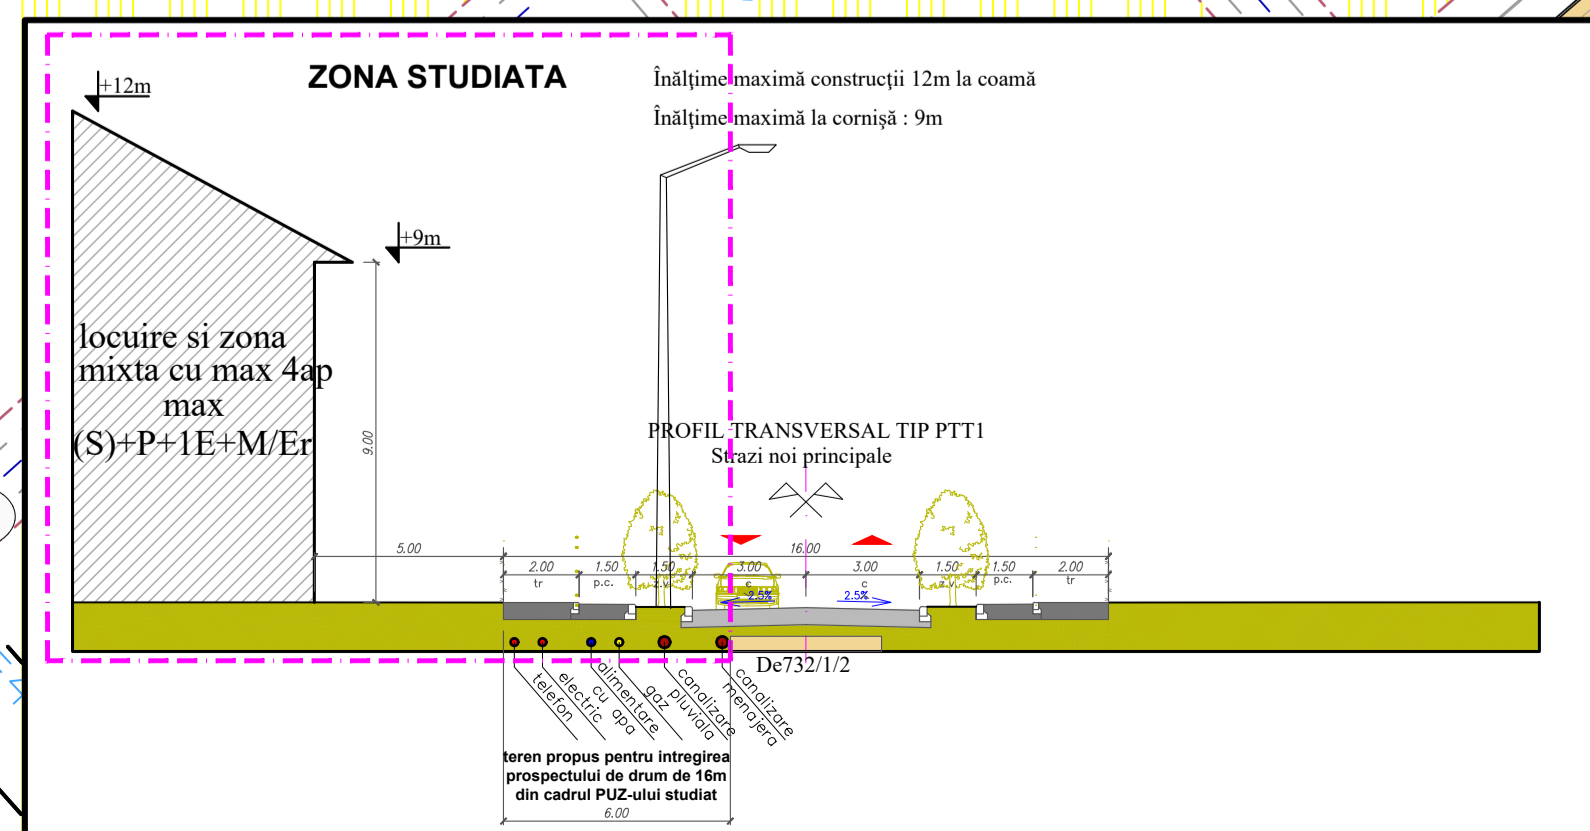 ZONA STUDIATA
Înălţime maximă construcţii 12m la coamă
Înălţime maximă la cornişă : 9m
+12m
+9m
locuire si zona
mixta cu max 4ap
max
(S)+P+1E+M/Er
9.00
PROFIL TRANSVERSAL TIP PTT1
Strazi noi principale
5.00
16.00
2.00 1.50 1.50 3.00 3.00 1.50 1.50 2.00
tr p.c. z.v. c c z.v. p.c. tr
2.5% 2.5%
De732/1/2
telefon
electric
alimentare
cu apa
gaz
canalizare
pluviala
canalizare
menajera
teren propus pentru intregirea
prospectului de drum de 16m
din cadrul PUZ-ului studiat
6.00